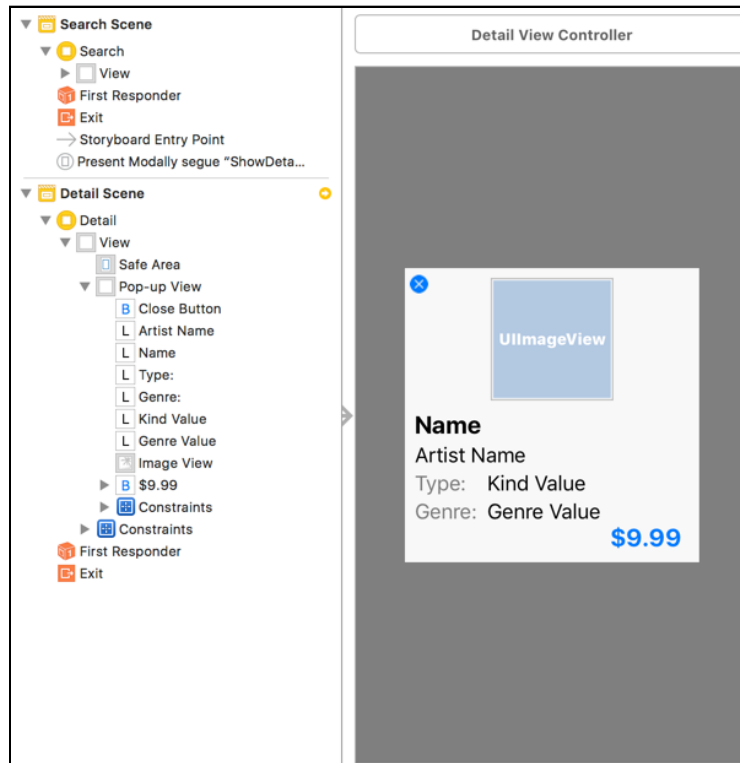 Search Scene
Search
View
First Responder
Exit
Storyboard Entry Point
Present Modally segue "ShowDeta...
Detail Scene
Detail
View
Safe Area
Pop-up View
B Close Button
L Artist Name
L Name
L Type:
L Genre:
L Kind Value
L Genre Value
Image View
B $9.99
Constraints
Constraints
First Responder
Exit
Detail View Controller
UIImageView
Name
Artist Name
Type: Kind Value
Genre: Genre Value
$9.99